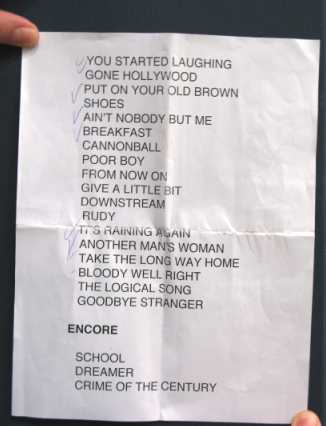 YOU STARTED LAUGHING
GONE HOLLYWOOD
PUT ON YOUR OLD BROWN
SHOES
AIN'T NOBODY BUT ME
BREAKFAST
CANNONBALL
POOR BOY
FROM NOW ON
GIVE A LITTLE BIT
DOWNSTREAM
RUDY
IT'S RAINING AGAIN
ANOTHER MAN'S WOMAN
TAKE THE LONG WAY HOME
BLOODY WELL RIGHT
THE LOGICAL SONG
GOODBYE STRANGER
ENCORE
SCHOOL
DREAMER
CRIME OF THE CENTURY